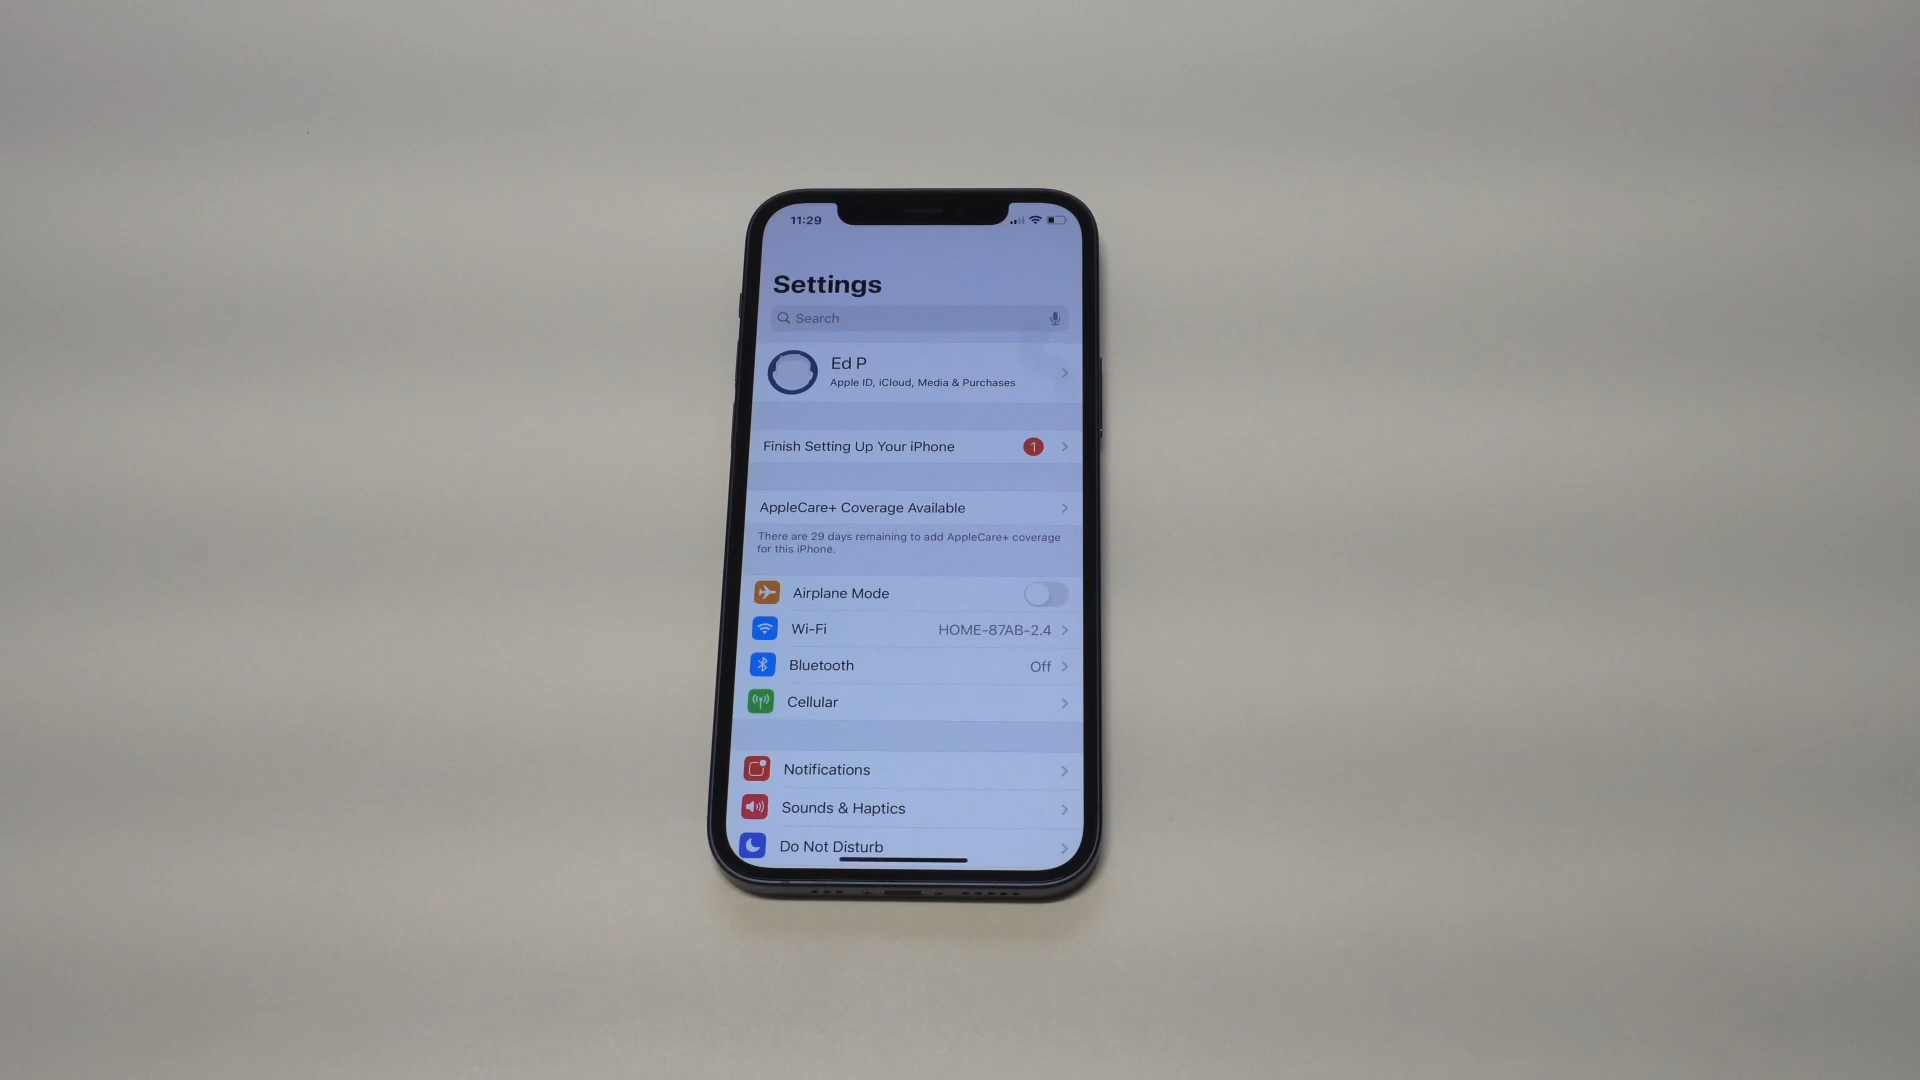 11:29
Settings
Search
Ed P
Apple ID, iCloud, Media & Purchases
Finish Setting Up Your iPhone 1
AppleCare+ Coverage Available
There are 29 days remaining to add AppleCare+ coverage
for this iPhone.
Airplane Mode
Wi-Fi HOME-87AB-2.4
Bluetooth Off
Cellular
Notifications
Sounds & Haptics
Do Not Disturb